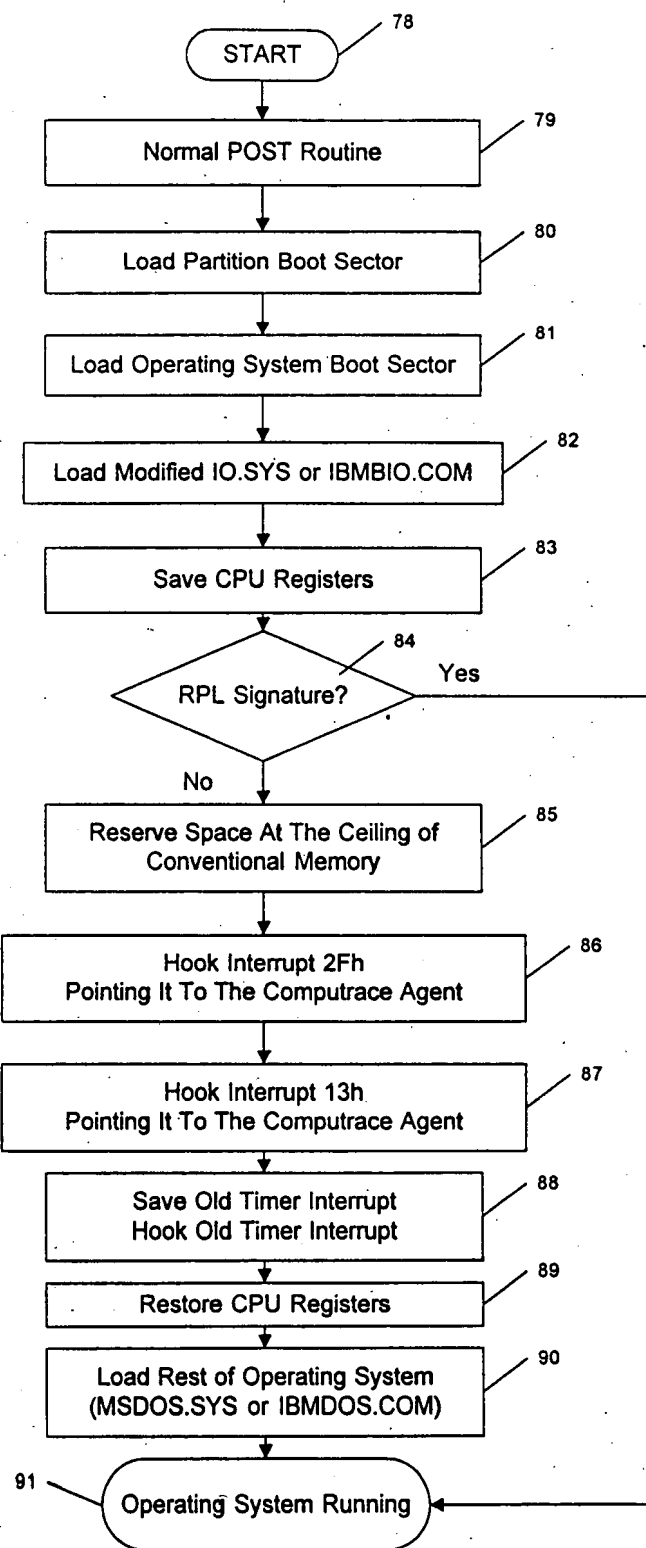 78
START
79
Normal POST Routine
80
Load Partition Boot Sector
81
Load Operating System Boot Sector
82
Load Modified IO.SYS or IBMBIO.COM
83
Save CPU Registers
84
RPL Signature?
Yes
No
85
Reserve Space At The Ceiling of
Conventional Memory
86
Hook Interrupt 2Fh
Pointing It To The Computrace Agent
87
Hook Interrupt 13h
Pointing It To The Computrace Agent
88
Save Old Timer Interrupt
Hook Old Timer Interrupt
89
Restore CPU Registers
90
Load Rest of Operating System
(MSDOS.SYS or IBMDOS.COM)
91
Operating System Running